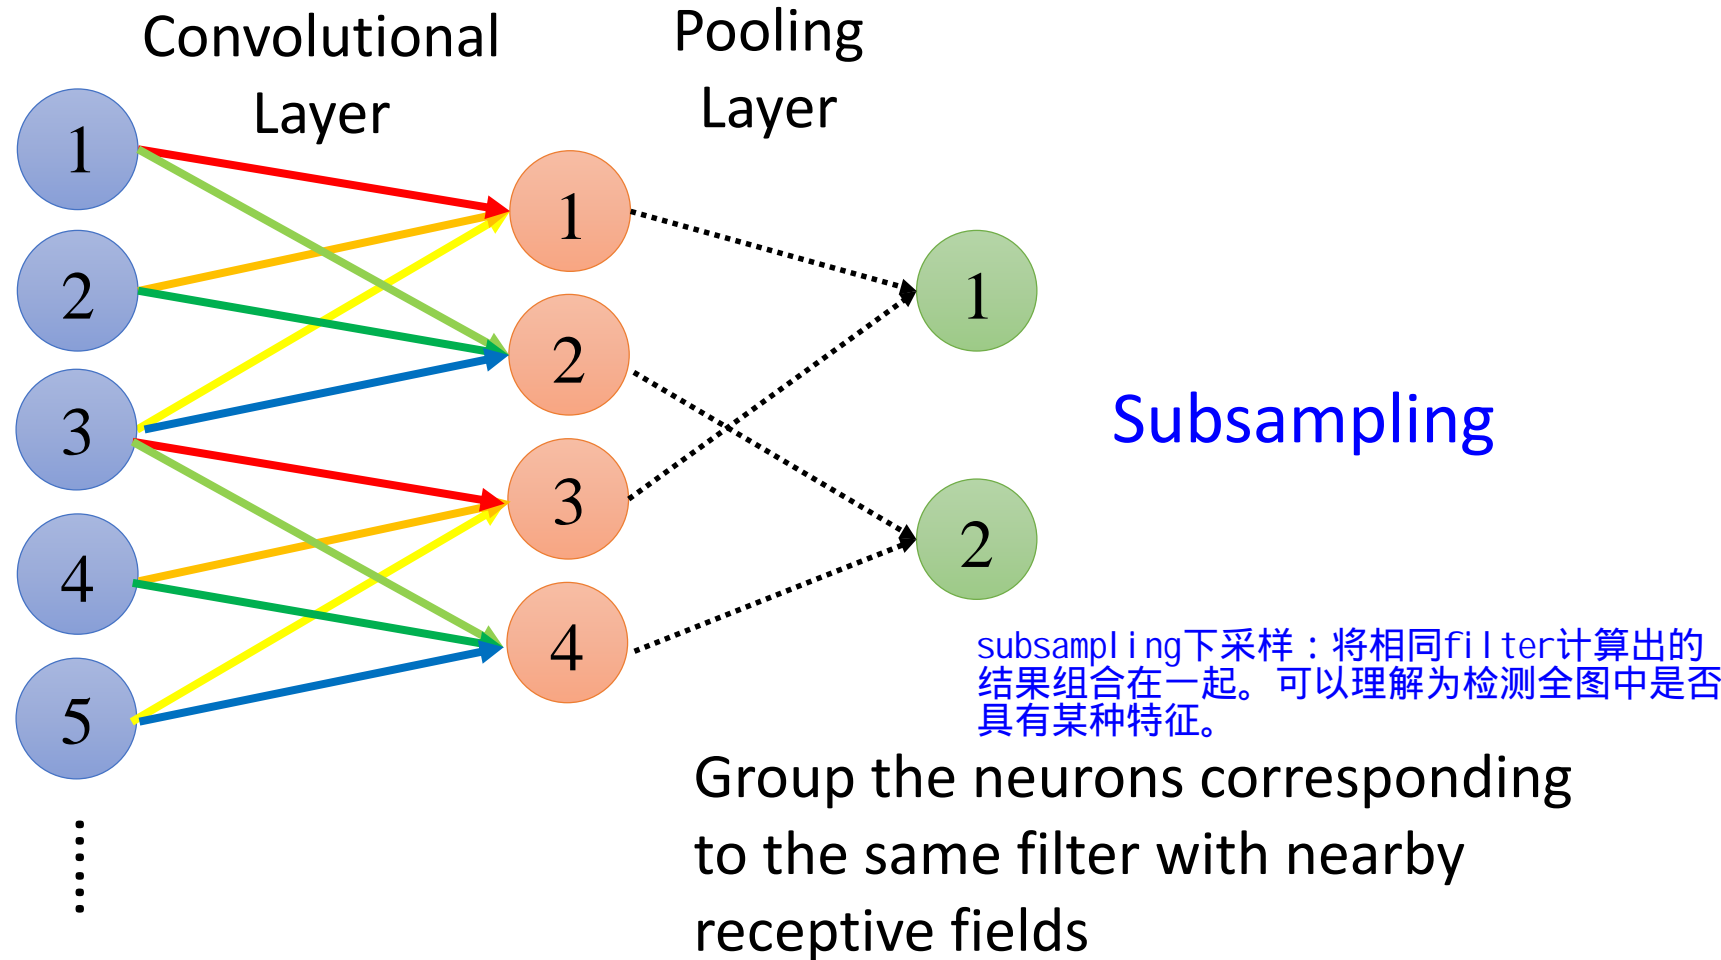 Convolutional
Layer
Pooling
Layer
1
2
3
4
5
1
2
3
4
1
2
Subsampling
subsampling下采样：将相同filter计算出的
结果组合在一起。可以理解为检测全图中是否
具有某种特征。
Group the neurons corresponding
to the same filter with nearby
receptive fields